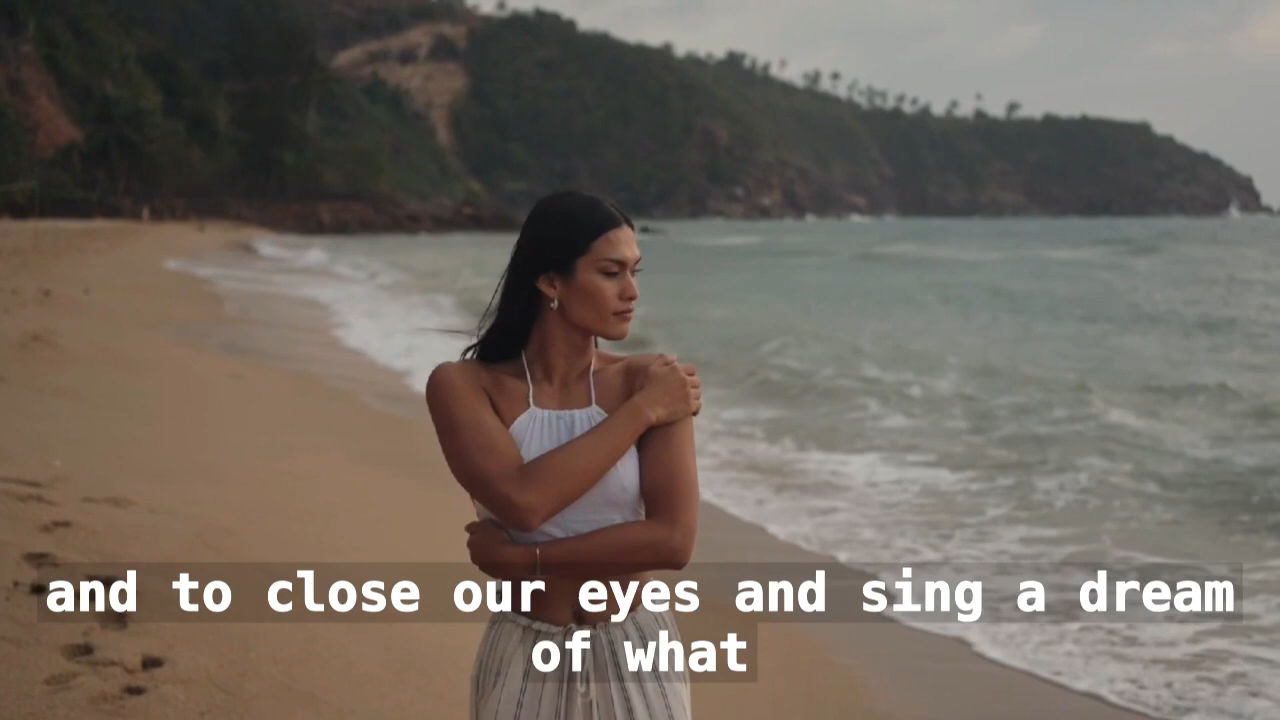 and to close our eyes and sing a dream
of what